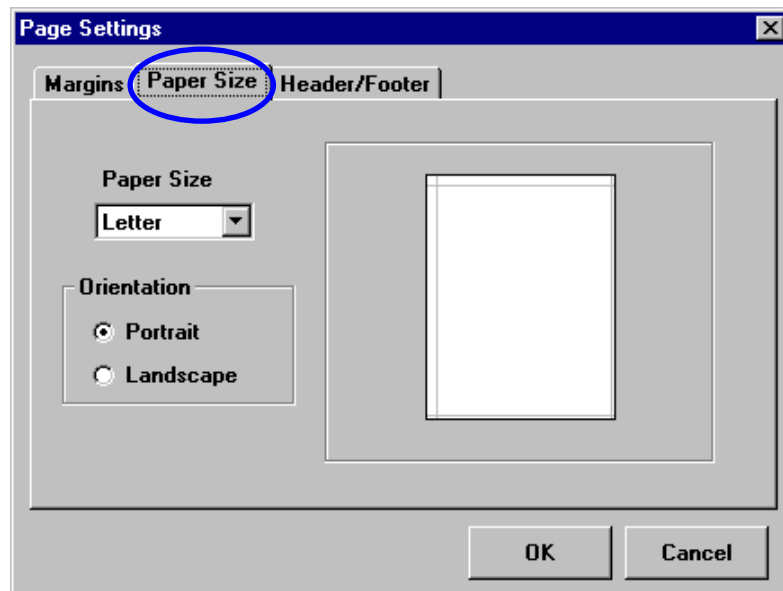 Page Settings
Margins Paper Size Header/Footer
Paper Size
Letter
Orientation
Portrait
Landscape
OK Cancel